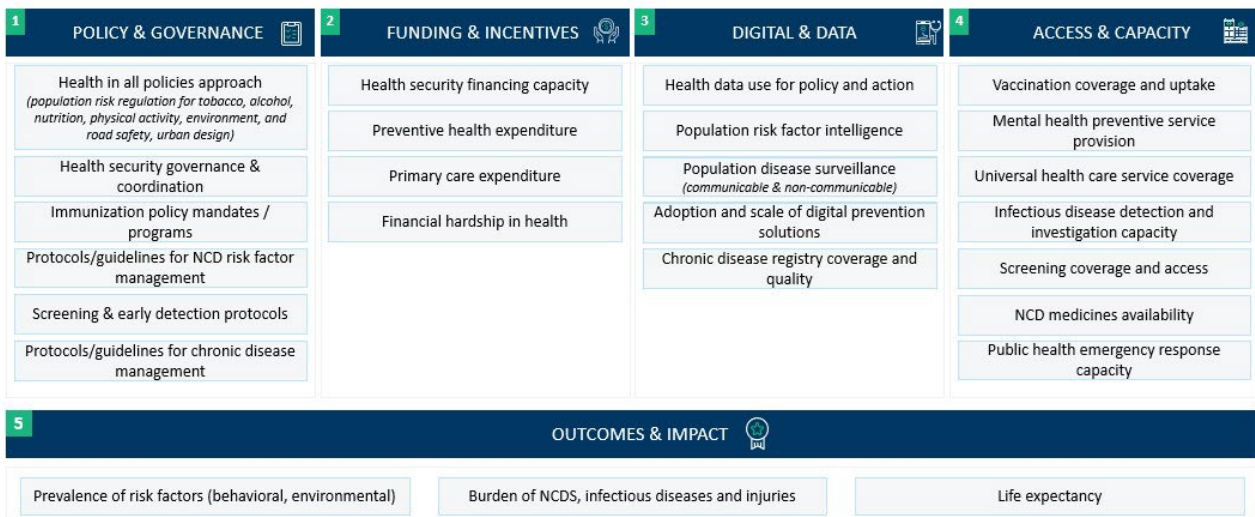 1
POLICY & GOVERNANCE
Health in all policies approach
(population risk regulation for tobacco, alcohol,
nutrition, physical activity, environment, and
road safety, urban design)
Health security governance &
coordination
Immunization policy mandates /
programs
Protocols/guidelines for NCD risk factor
management
Screening & early detection protocols
Protocols/guidelines for chronic disease
management
2
FUNDING & INCENTIVES
Health security financing capacity
Preventive health expenditure
Primary care expenditure
Financial hardship in health
3
DIGITAL & DATA
Health data use for policy and action
Population risk factor intelligence
Population disease surveillance
(communicable & non-communicable)
Adoption and scale of digital prevention
solutions
Chronic disease registry coverage and
quality
4
ACCESS & CAPACITY
Vaccination coverage and uptake
Mental health preventive service
provision
Universal health care service coverage
Infectious disease detection and
investigation capacity
Screening coverage and access
NCD medicines availability
Public health emergency response
capacity
5
OUTCOMES & IMPACT
Prevalence of risk factors (behavioral, environmental)
Burden of NCDS, infectious diseases and injuries
Life expectancy